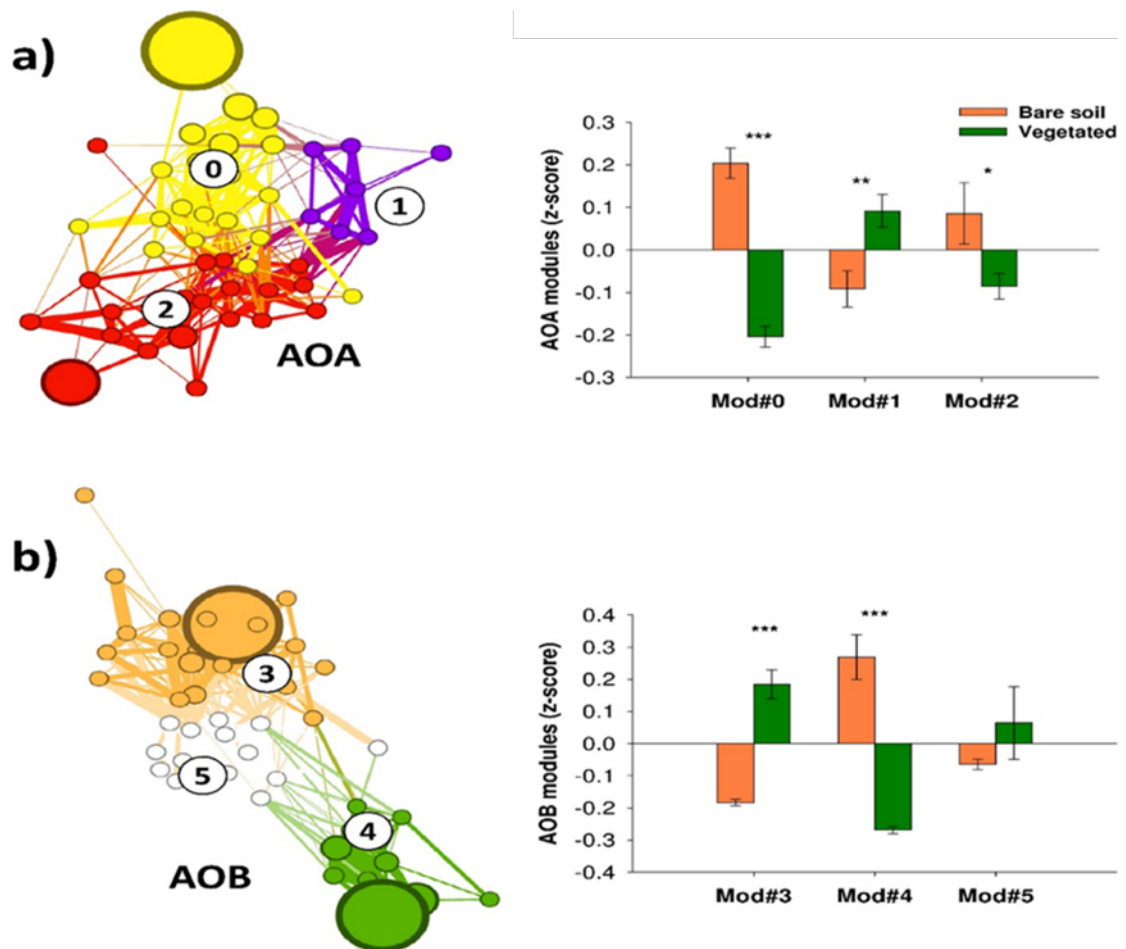 a)
0
1
2
AOA
Bare soil
Vegetated
AOA modules (z-score)
0.3
0.2
0.1
0.0
-0.1
-0.2
-0.3
***
**
*
Mod#0 Mod#1 Mod#2
b)
3
5
4
AOB
AOB modules (z-score)
0.4
0.3
0.2
0.1
0.0
-0.1
-0.2
-0.3
-0.4
*** ***
Mod#3 Mod#4 Mod#5